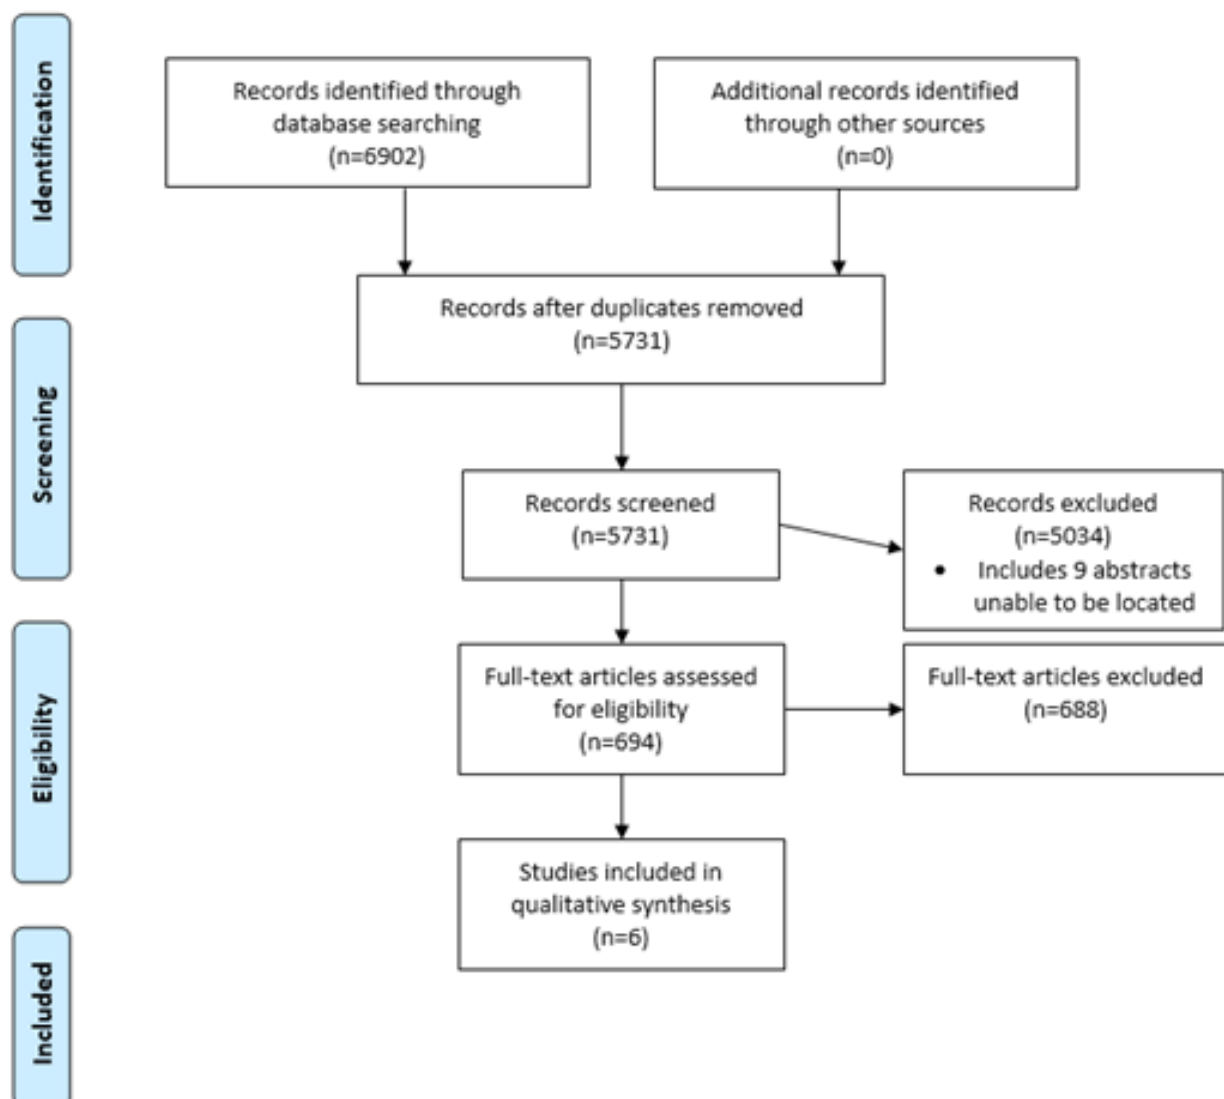 Identification
Records identified through
database searching
(n=6902)
Additional records identified
through other sources
(n=0)
Records after duplicates removed
(n=5731)
Screening
Records screened
(n=5731)
Records excluded
(n=5034)
• Includes 9 abstracts
unable to be located
Eligibility
Full-text articles assessed
for eligibility
(n=694)
Full-text articles excluded
(n=688)
Studies included in
qualitative synthesis
(n=6)
Included